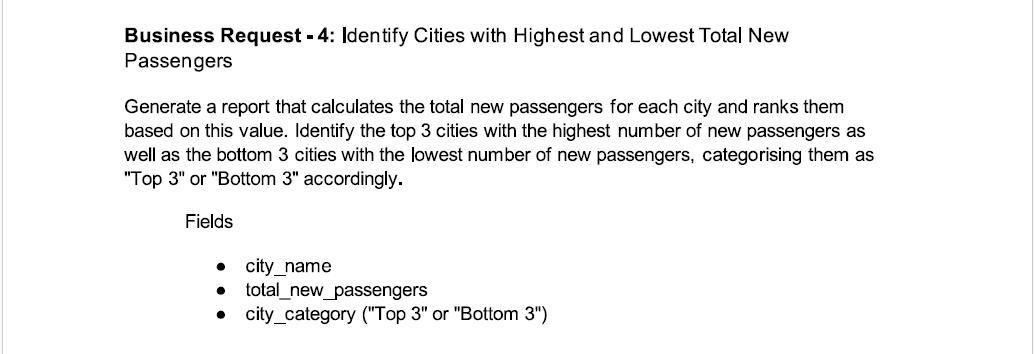 Business Request - 4: Identify Cities with Highest and Lowest Total New
Passengers
Generate a report that calculates the total new passengers for each city and ranks them
based on this value. Identify the top 3 cities with the highest number of new passengers as
well as the bottom 3 cities with the lowest number of new passengers, categorising them as
"Top 3" or "Bottom 3" accordingly.
Fields
● city_name
● total_new_passengers
● city_category ("Top 3" or "Bottom 3")